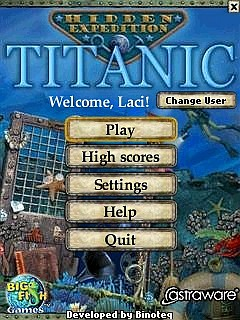 HIDDEN
EXPEDITION
TITANIC
Welcome, Laci!
Change User
Play
High scores
Settings
Help
Quit
BIG FISH
Games
astraware
Developed by Binoteq